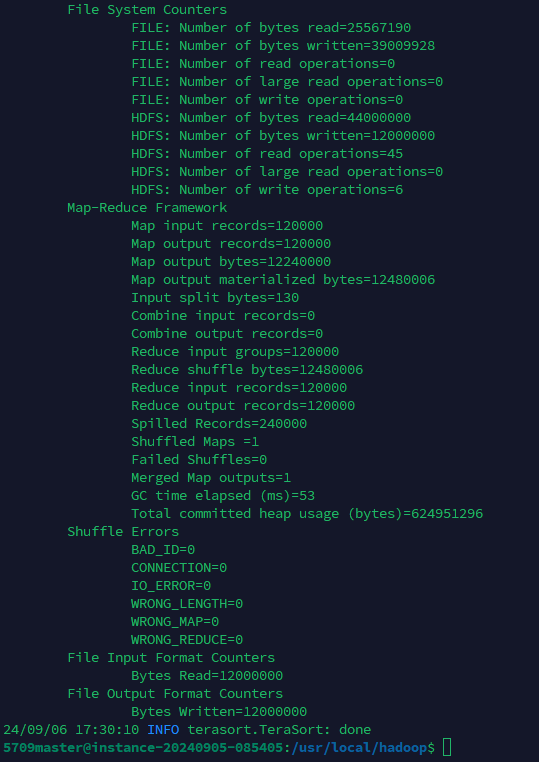 File System Counters
FILE: Number of bytes read=25567190
FILE: Number of bytes written=39009928
FILE: Number of read operations=0
FILE: Number of large read operations=0
FILE: Number of write operations=0
HDFS: Number of bytes read=44000000
HDFS: Number of bytes written=12000000
HDFS: Number of read operations=45
HDFS: Number of large read operations=0
HDFS: Number of write operations=6
Map-Reduce Framework
Map input records=120000
Map output records=120000
Map output bytes=12240000
Map output materialized bytes=12480006
Input split bytes=130
Combine input records=0
Combine output records=0
Reduce input groups=120000
Reduce shuffle bytes=12480006
Reduce input records=120000
Reduce output records=120000
Spilled Records=240000
Shuffled Maps =1
Failed Shuffles=0
Merged Map outputs=1
GC time elapsed (ms)=53
Total committed heap usage (bytes)=624951296
Shuffle Errors
BAD_ID=0
CONNECTION=0
IO_ERROR=0
WRONG_LENGTH=0
WRONG_MAP=0
WRONG_REDUCE=0
File Input Format Counters
Bytes Read=12000000
File Output Format Counters
Bytes Written=12000000
24/09/06 17:30:10 INFO terasort.TeraSort: done
5709master@instance-20240905-085405:/usr/local/hadoop$